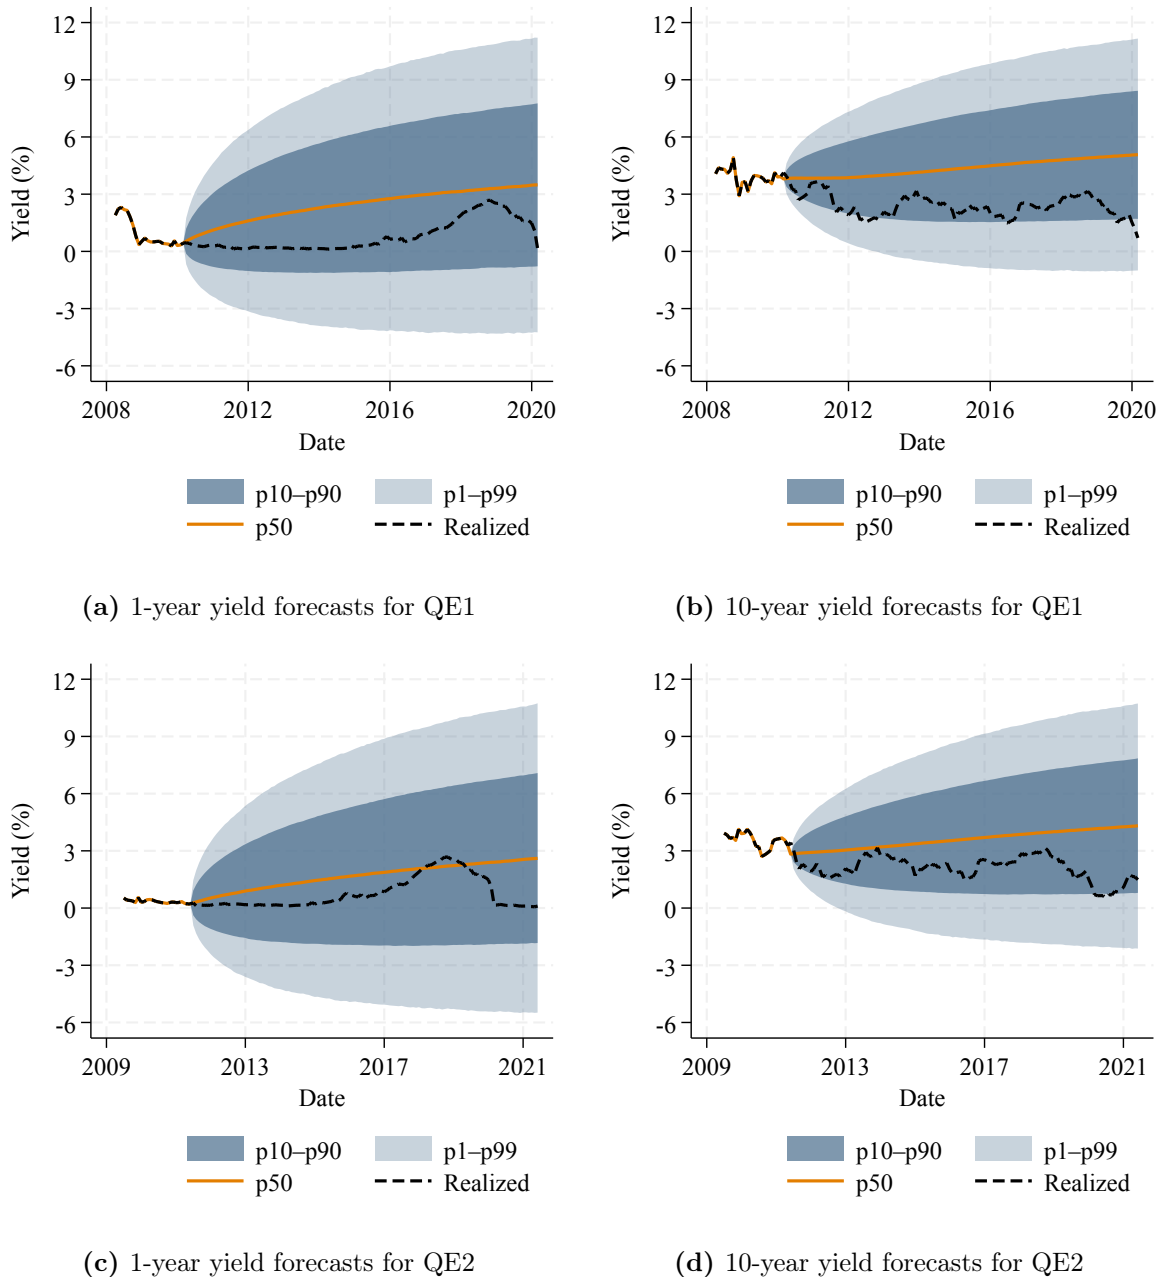 12
9
6
3
0
-3
-6
Yield (%)
2008 2012 2016 2020
Date
p10–p90 p1–p99
p50 Realized
(a) 1-year yield forecasts for QE1
12
9
6
3
0
-3
-6
Yield (%)
2008 2012 2016 2020
Date
p10–p90 p1–p99
p50 Realized
(b) 10-year yield forecasts for QE1
12
9
6
3
0
-3
-6
Yield (%)
2009 2013 2017 2021
Date
p10–p90 p1–p99
p50 Realized
(c) 1-year yield forecasts for QE2
12
9
6
3
0
-3
-6
Yield (%)
2009 2013 2017 2021
Date
p10–p90 p1–p99
p50 Realized
(d) 10-year yield forecasts for QE2